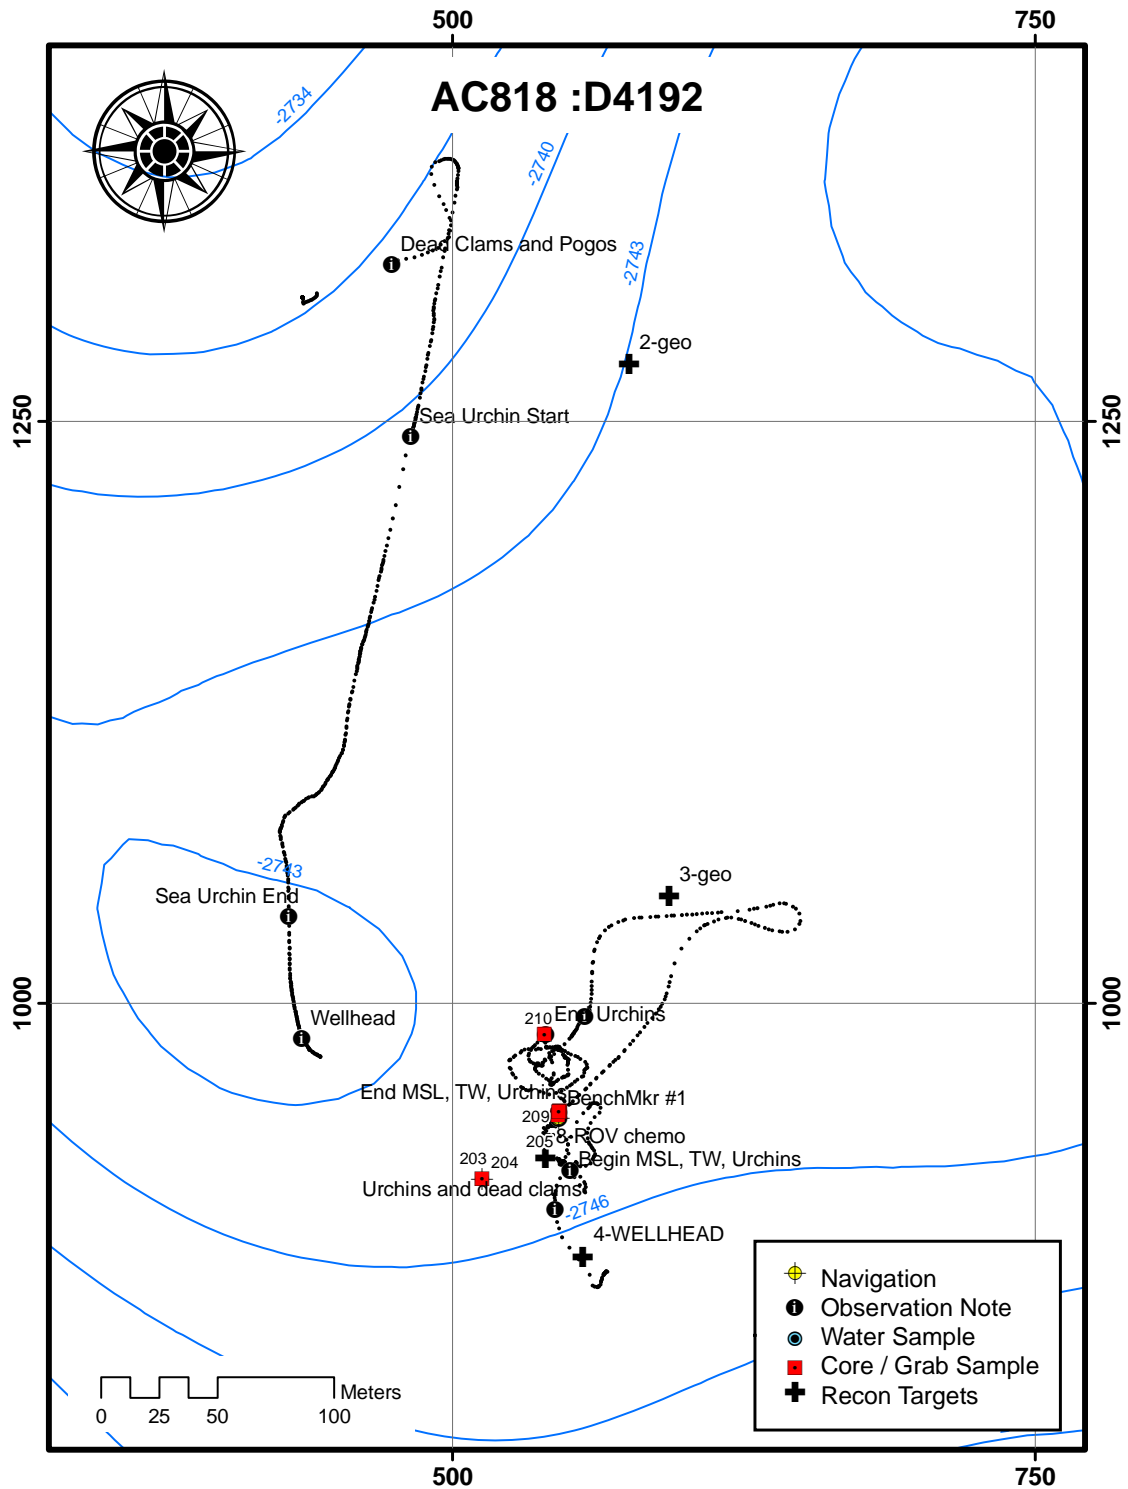 500
750
AC818 :D4192
-2734
-2740
-2743
Dead Clams and Pogos
2-geo
Sea Urchin Start
1250
1250
-2743
3-geo
Sea Urchin End
1000
1000
Wellhead
210
End Urchins
End MSL, TW, Urchins
BenchMkr #1
209
8-ROV chemo
205
203
204
Begin MSL, TW, Urchins
Urchins and dead clams
-2746
4-WELLHEAD
Navigation
Observation Note
Water Sample
Core / Grab Sample
Recon Targets
Meters
0
25
50
100
500
750